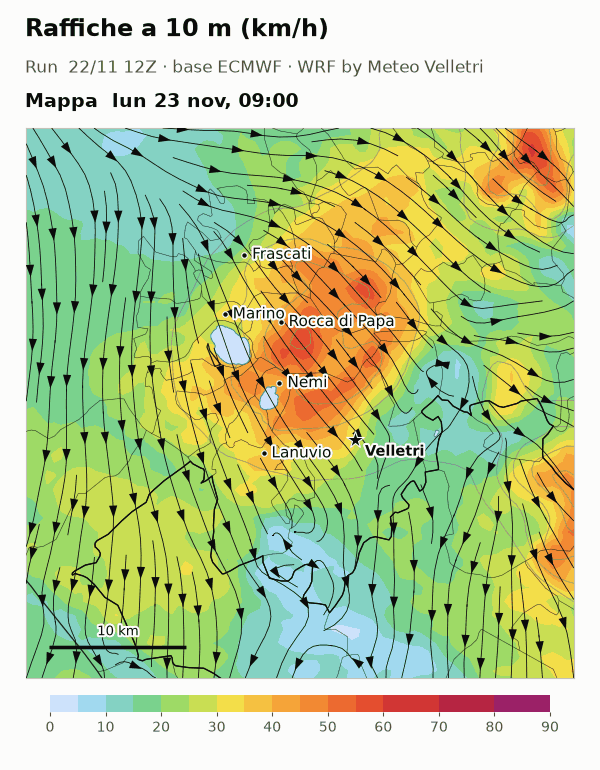 Raffiche a 10 m (km/h)
Run 22/11 12Z · base ECMWF · WRF by Meteo Velletri
Mappa lun 23 nov, 09:00
Frascati
Marino
Rocca di Papa
Nemi
Velletri
Lanuvio
10 km
0 10 20 30 40 50 60 70 80 90